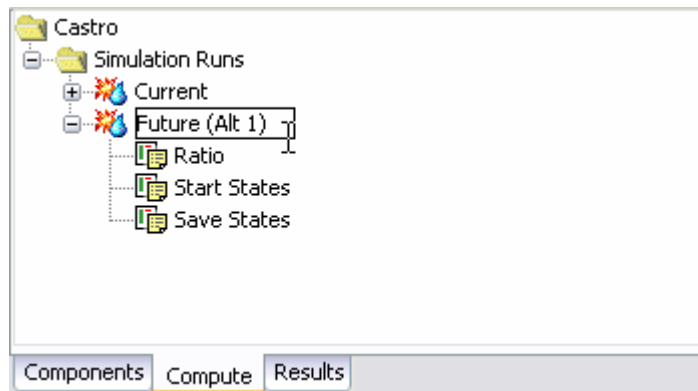 Castro
Simulation Runs
Current
Future (Alt 1)
Ratio
Start States
Save States
Components Compute Results